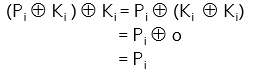 (Pᵢ ⊕ Kᵢ) ⊕ Kᵢ = Pᵢ ⊕ (Kᵢ ⊕ Kᵢ)
= Pᵢ ⊕ o
= Pᵢ